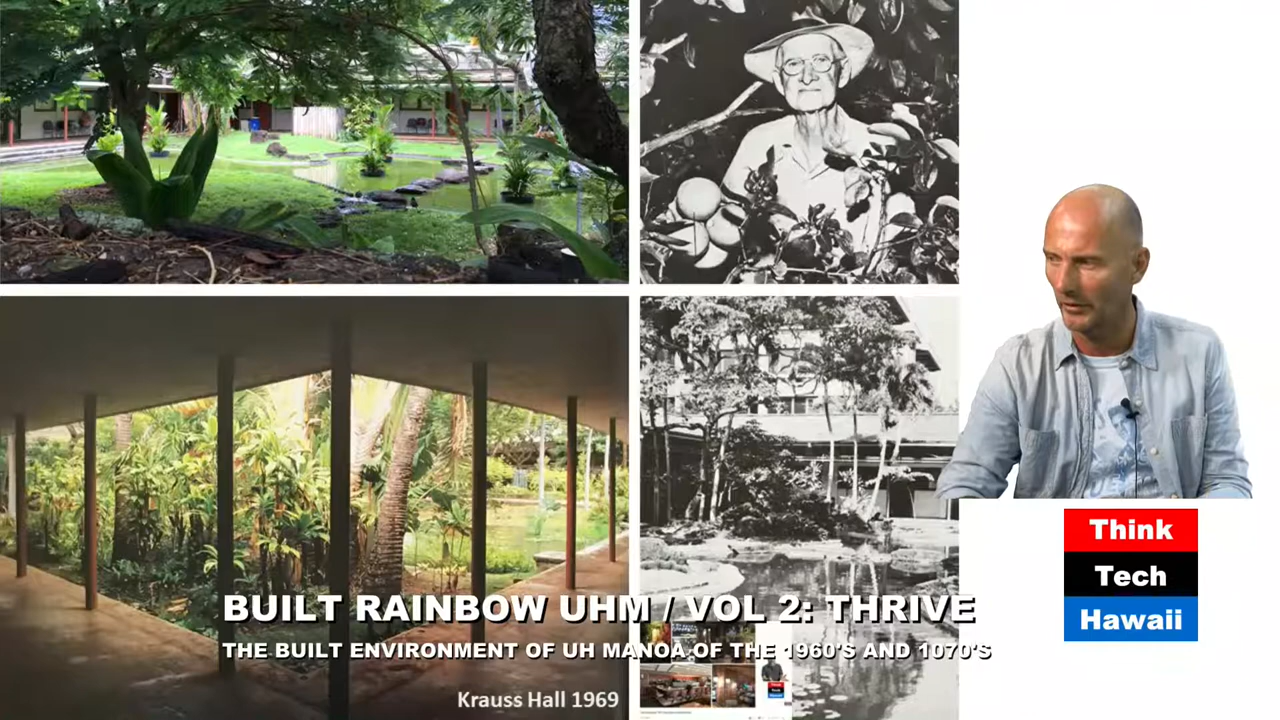 BUILT RAINBOW UHM / VOL 2: THRIVE
THE BUILT ENVIRONMENT OF UH MANOA OF THE 1960'S AND 1070'S
Krauss Hall 1969
Think
Tech
Hawaii